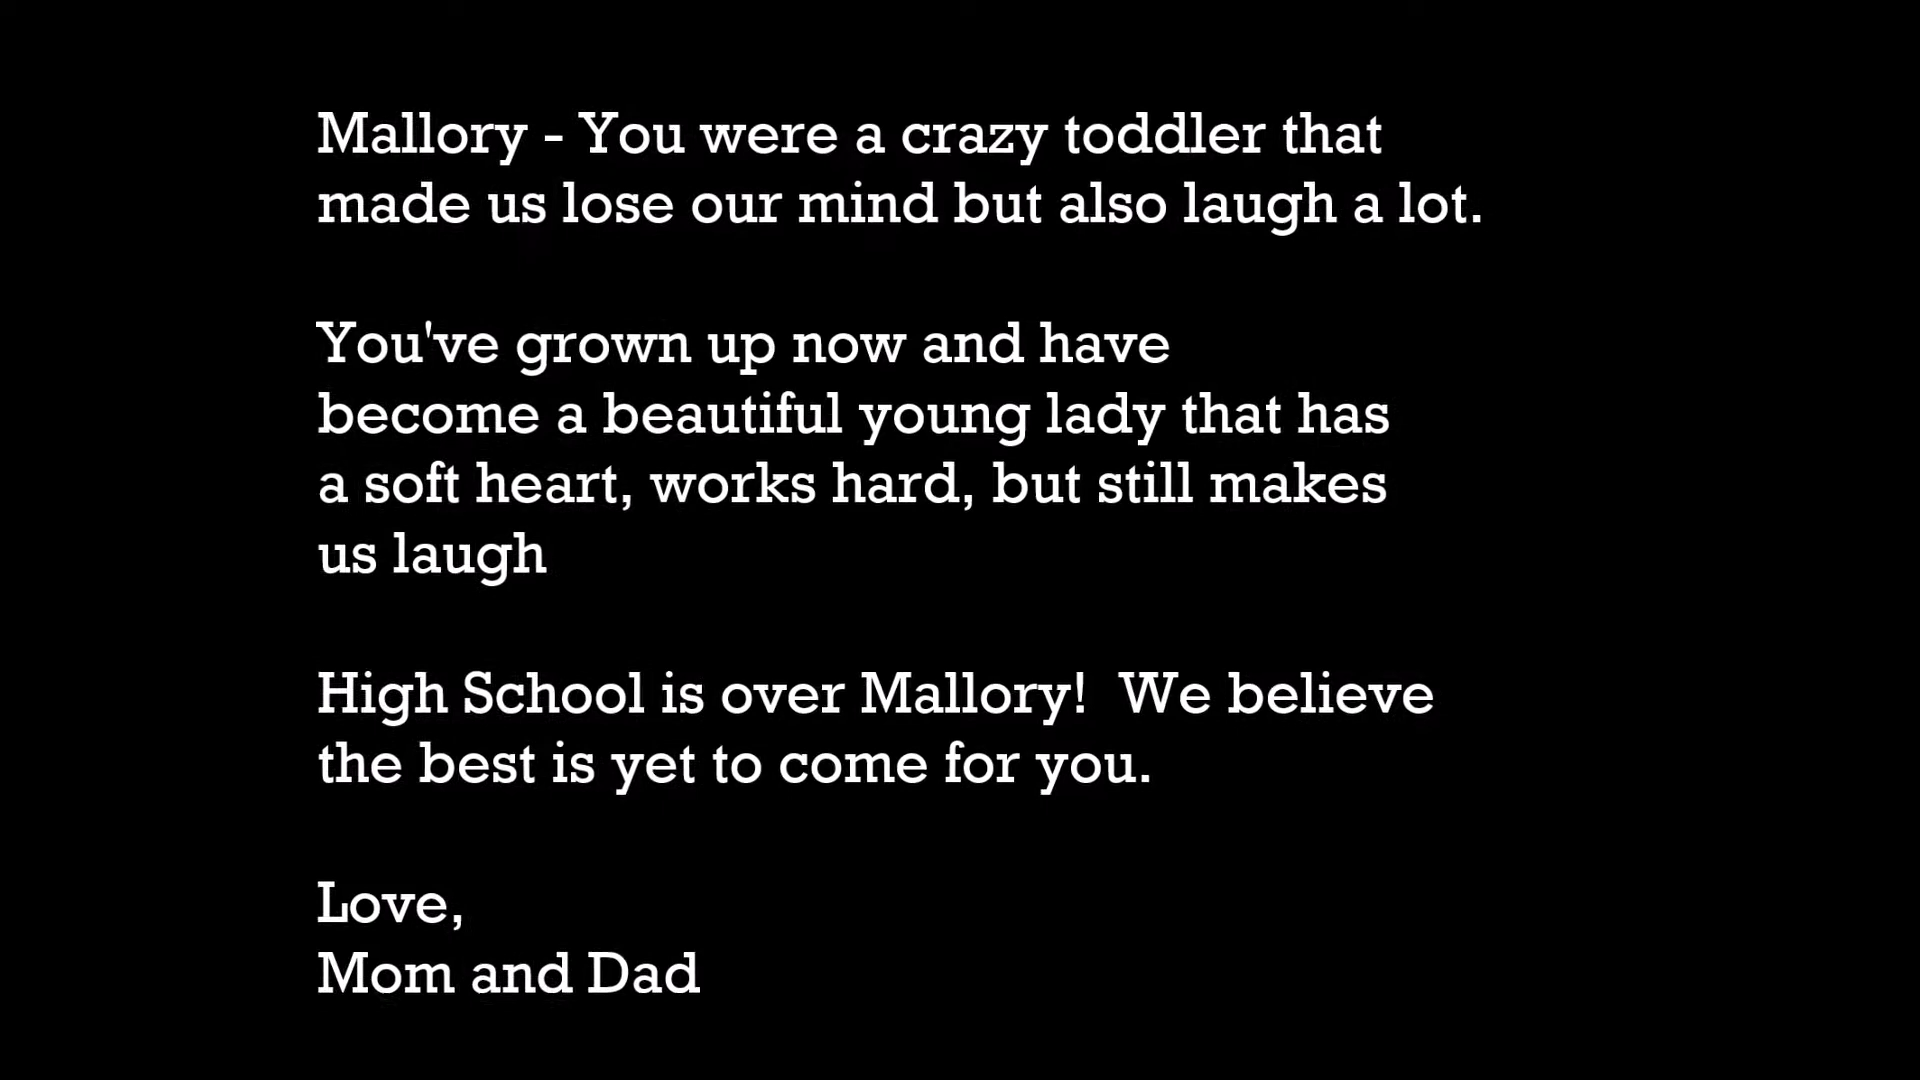 Mallory - You were a crazy toddler that
made us lose our mind but also laugh a lot.
You've grown up now and have
become a beautiful young lady that has
a soft heart, works hard, but still makes
us laugh
High School is over Mallory!  We believe
the best is yet to come for you.
Love,
Mom and Dad